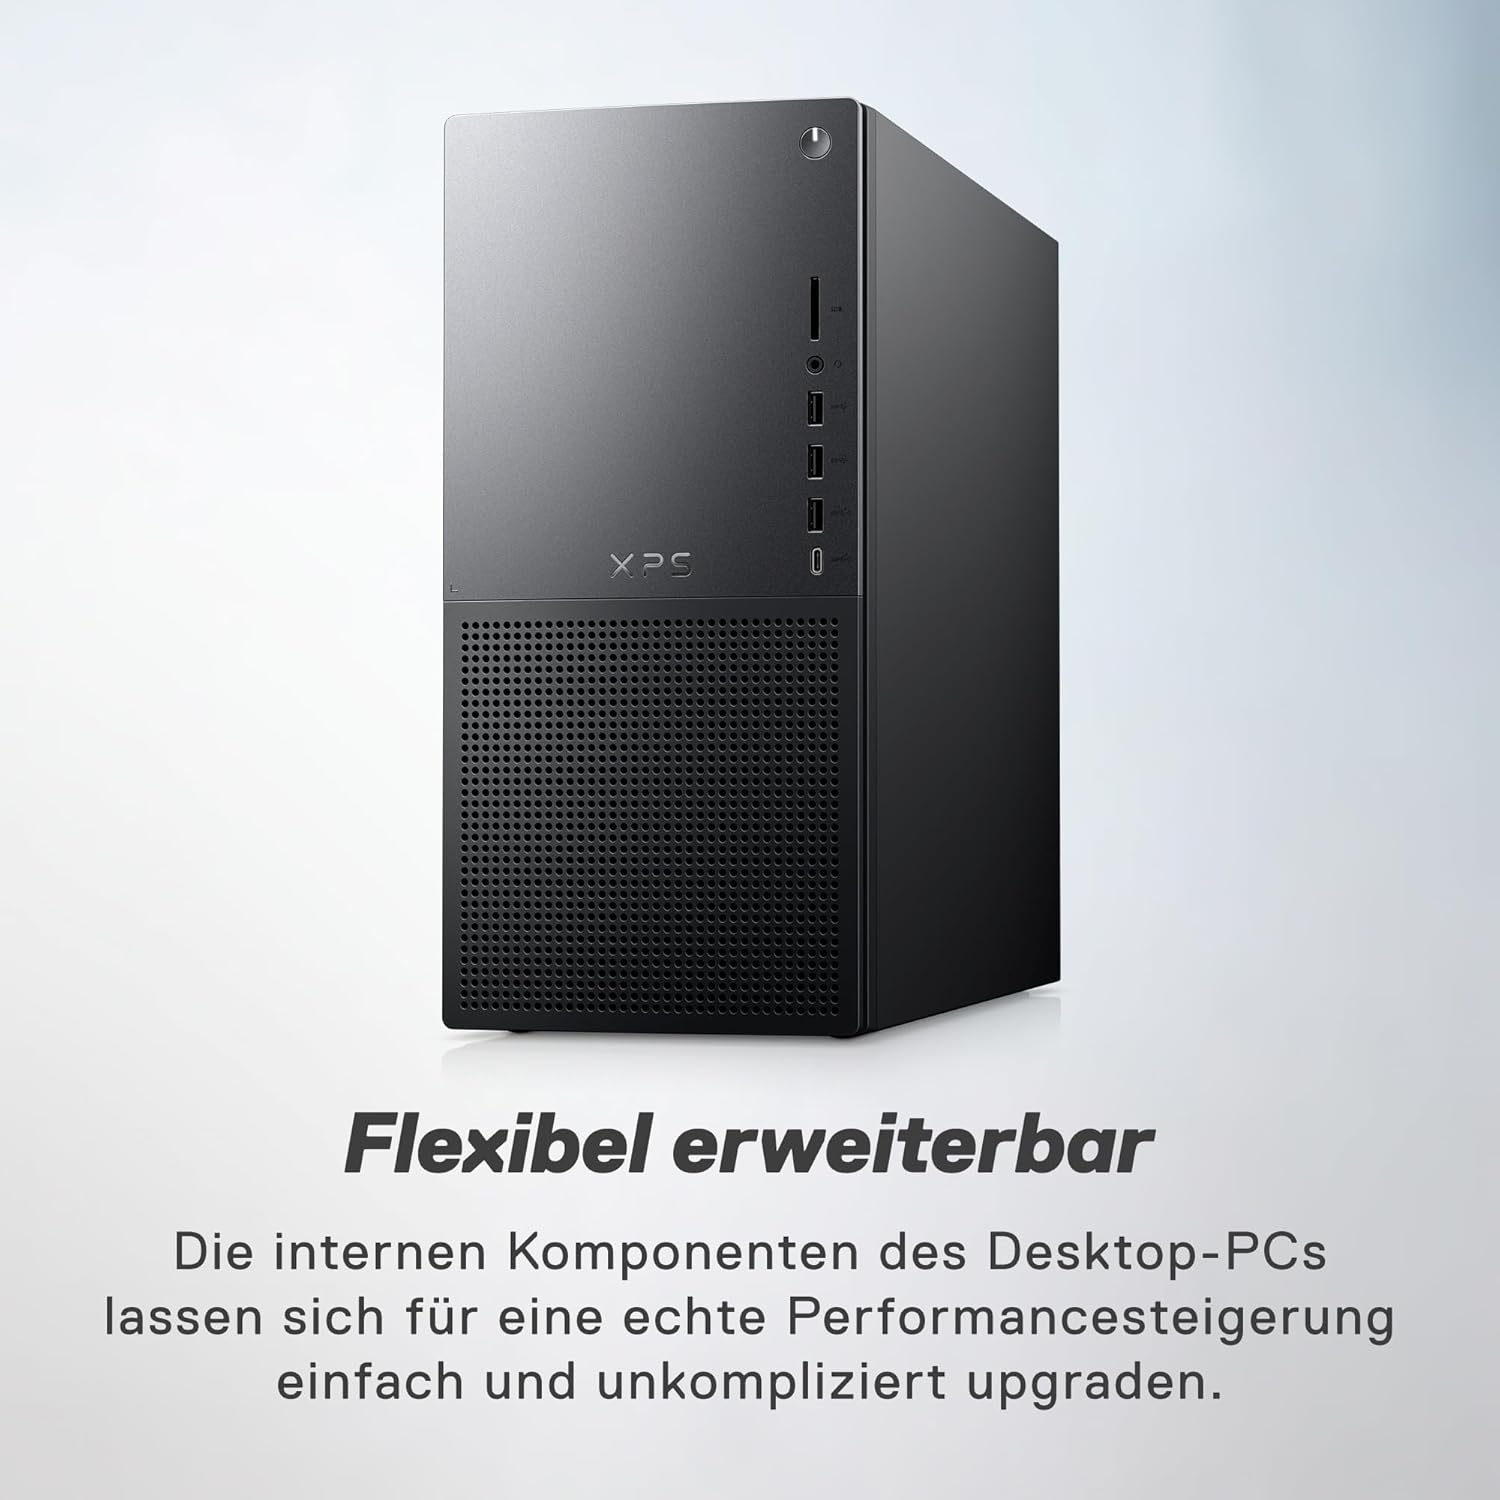 XPS
Flexibel erweiterbar
Die internen Komponenten des Desktop-PCs
lassen sich für eine echte Performancesteigerung
einfach und unkompliziert upgraden.